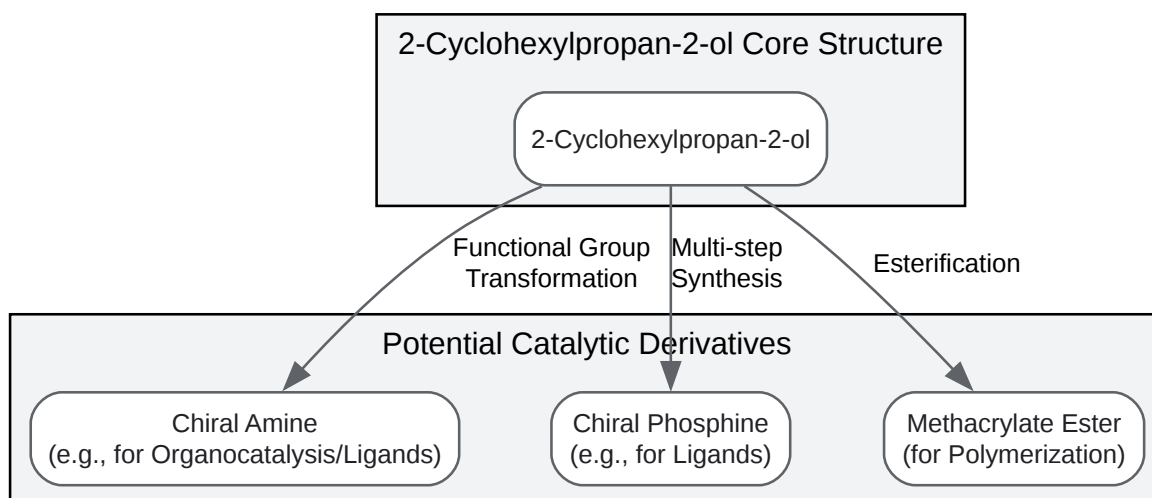 2-Cyclohexylpropan-2-ol Core Structure
2-Cyclohexylpropan-2-ol
Functional Group
Transformation
Multi-step
Synthesis
Esterification
Potential Catalytic Derivatives
Chiral Amine
(e.g., for Organocatalysis/Ligands)
Chiral Phosphine
(e.g., for Ligands)
Methacrylate Ester
(for Polymerization)